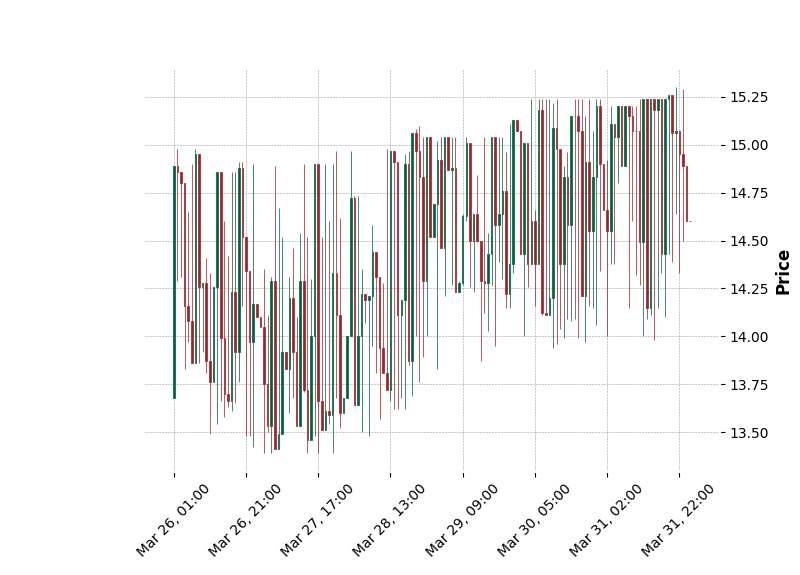 15.25
15.00
14.75
14.50
14.25
14.00
13.75
13.50
Price
Mar 26, 01:00
Mar 26, 21:00
Mar 27, 17:00
Mar 28, 13:00
Mar 29, 09:00
Mar 30, 05:00
Mar 31, 02:00
Mar 31, 22:00